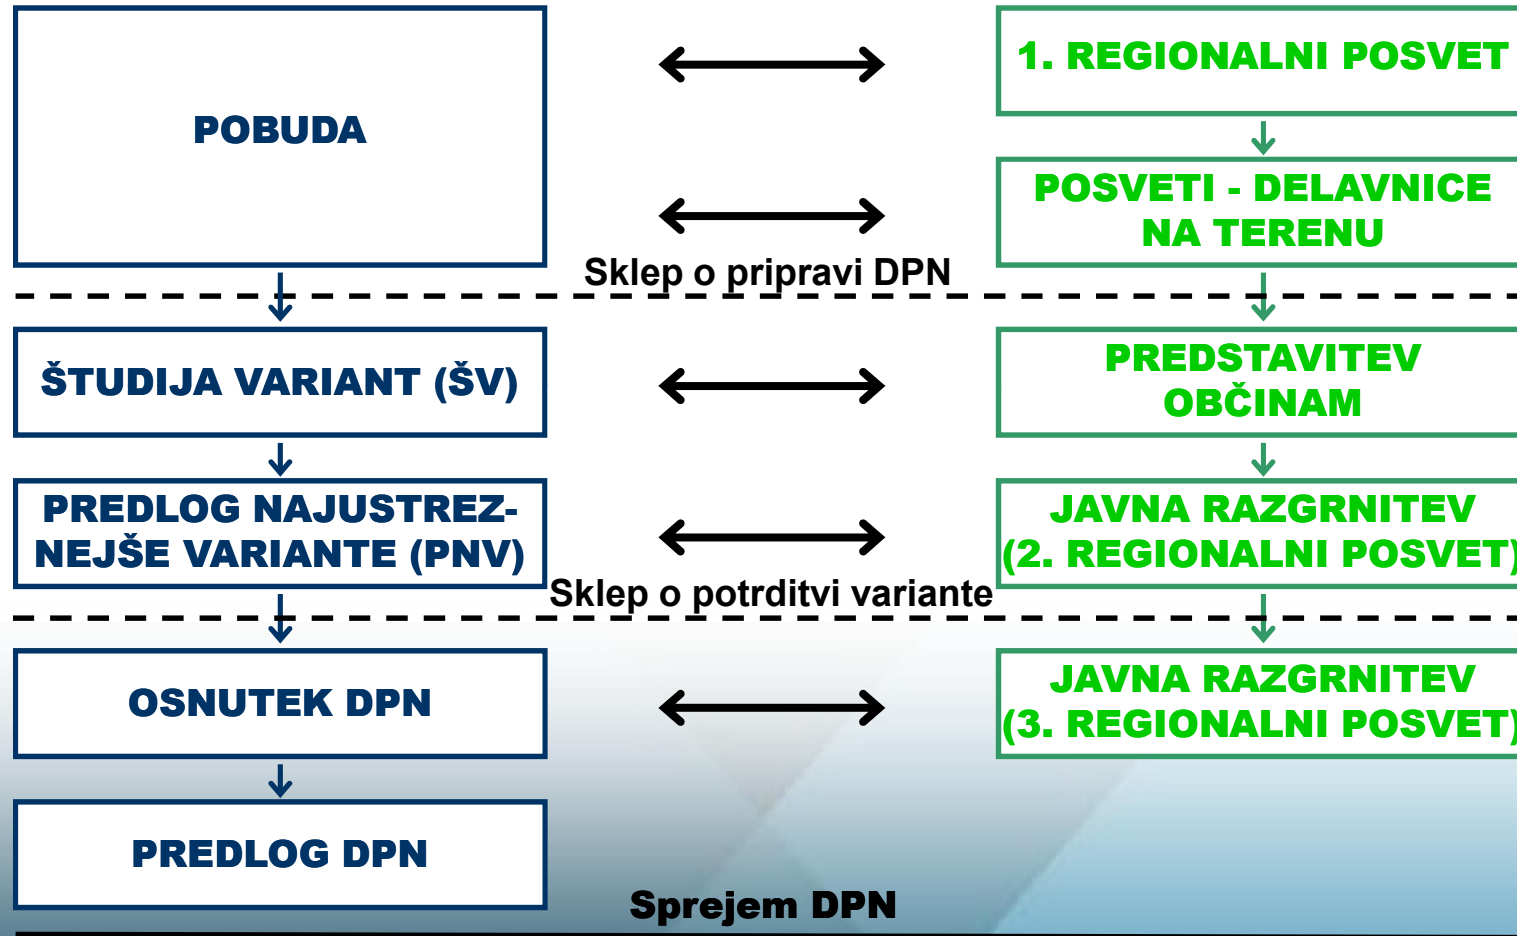 POBUDA
1. REGIONALNI POSVET
POSVETI - DELAVNICE
NA TERENU
Sklep o pripravi DPN
ŠTUDIJA VARIANT (ŠV)
PREDSTAVITEV
OBČINAM
PREDLOG NAJUSTREZ-
NEJŠE VARIANTE (PNV)
JAVNA RAZGRNITEV
(2. REGIONALNI POSVET)
Sklep o potrditvi variante
OSNUTEK DPN
JAVNA RAZGRNITEV
(3. REGIONALNI POSVET)
PREDLOG DPN
Sprejem DPN